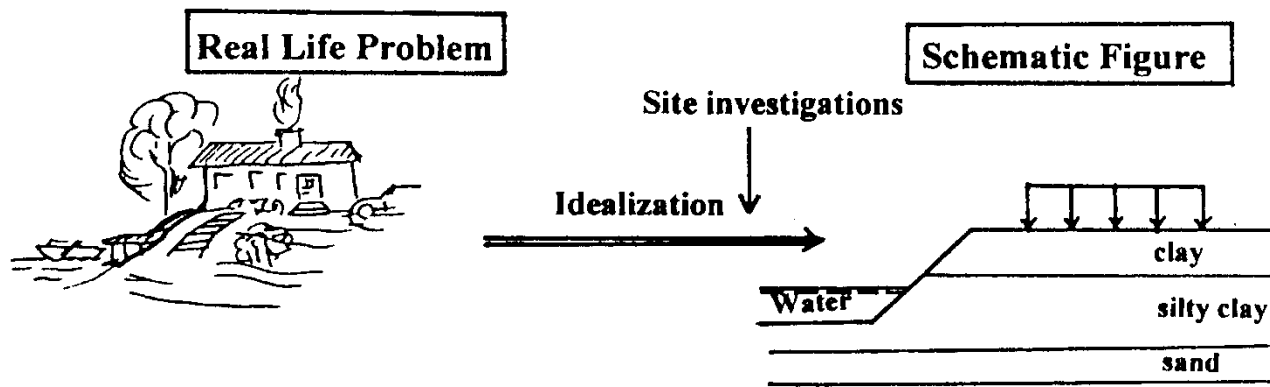 Real Life Problem
Schematic Figure
Site investigations
Idealization
clay
Water
silty clay
sand